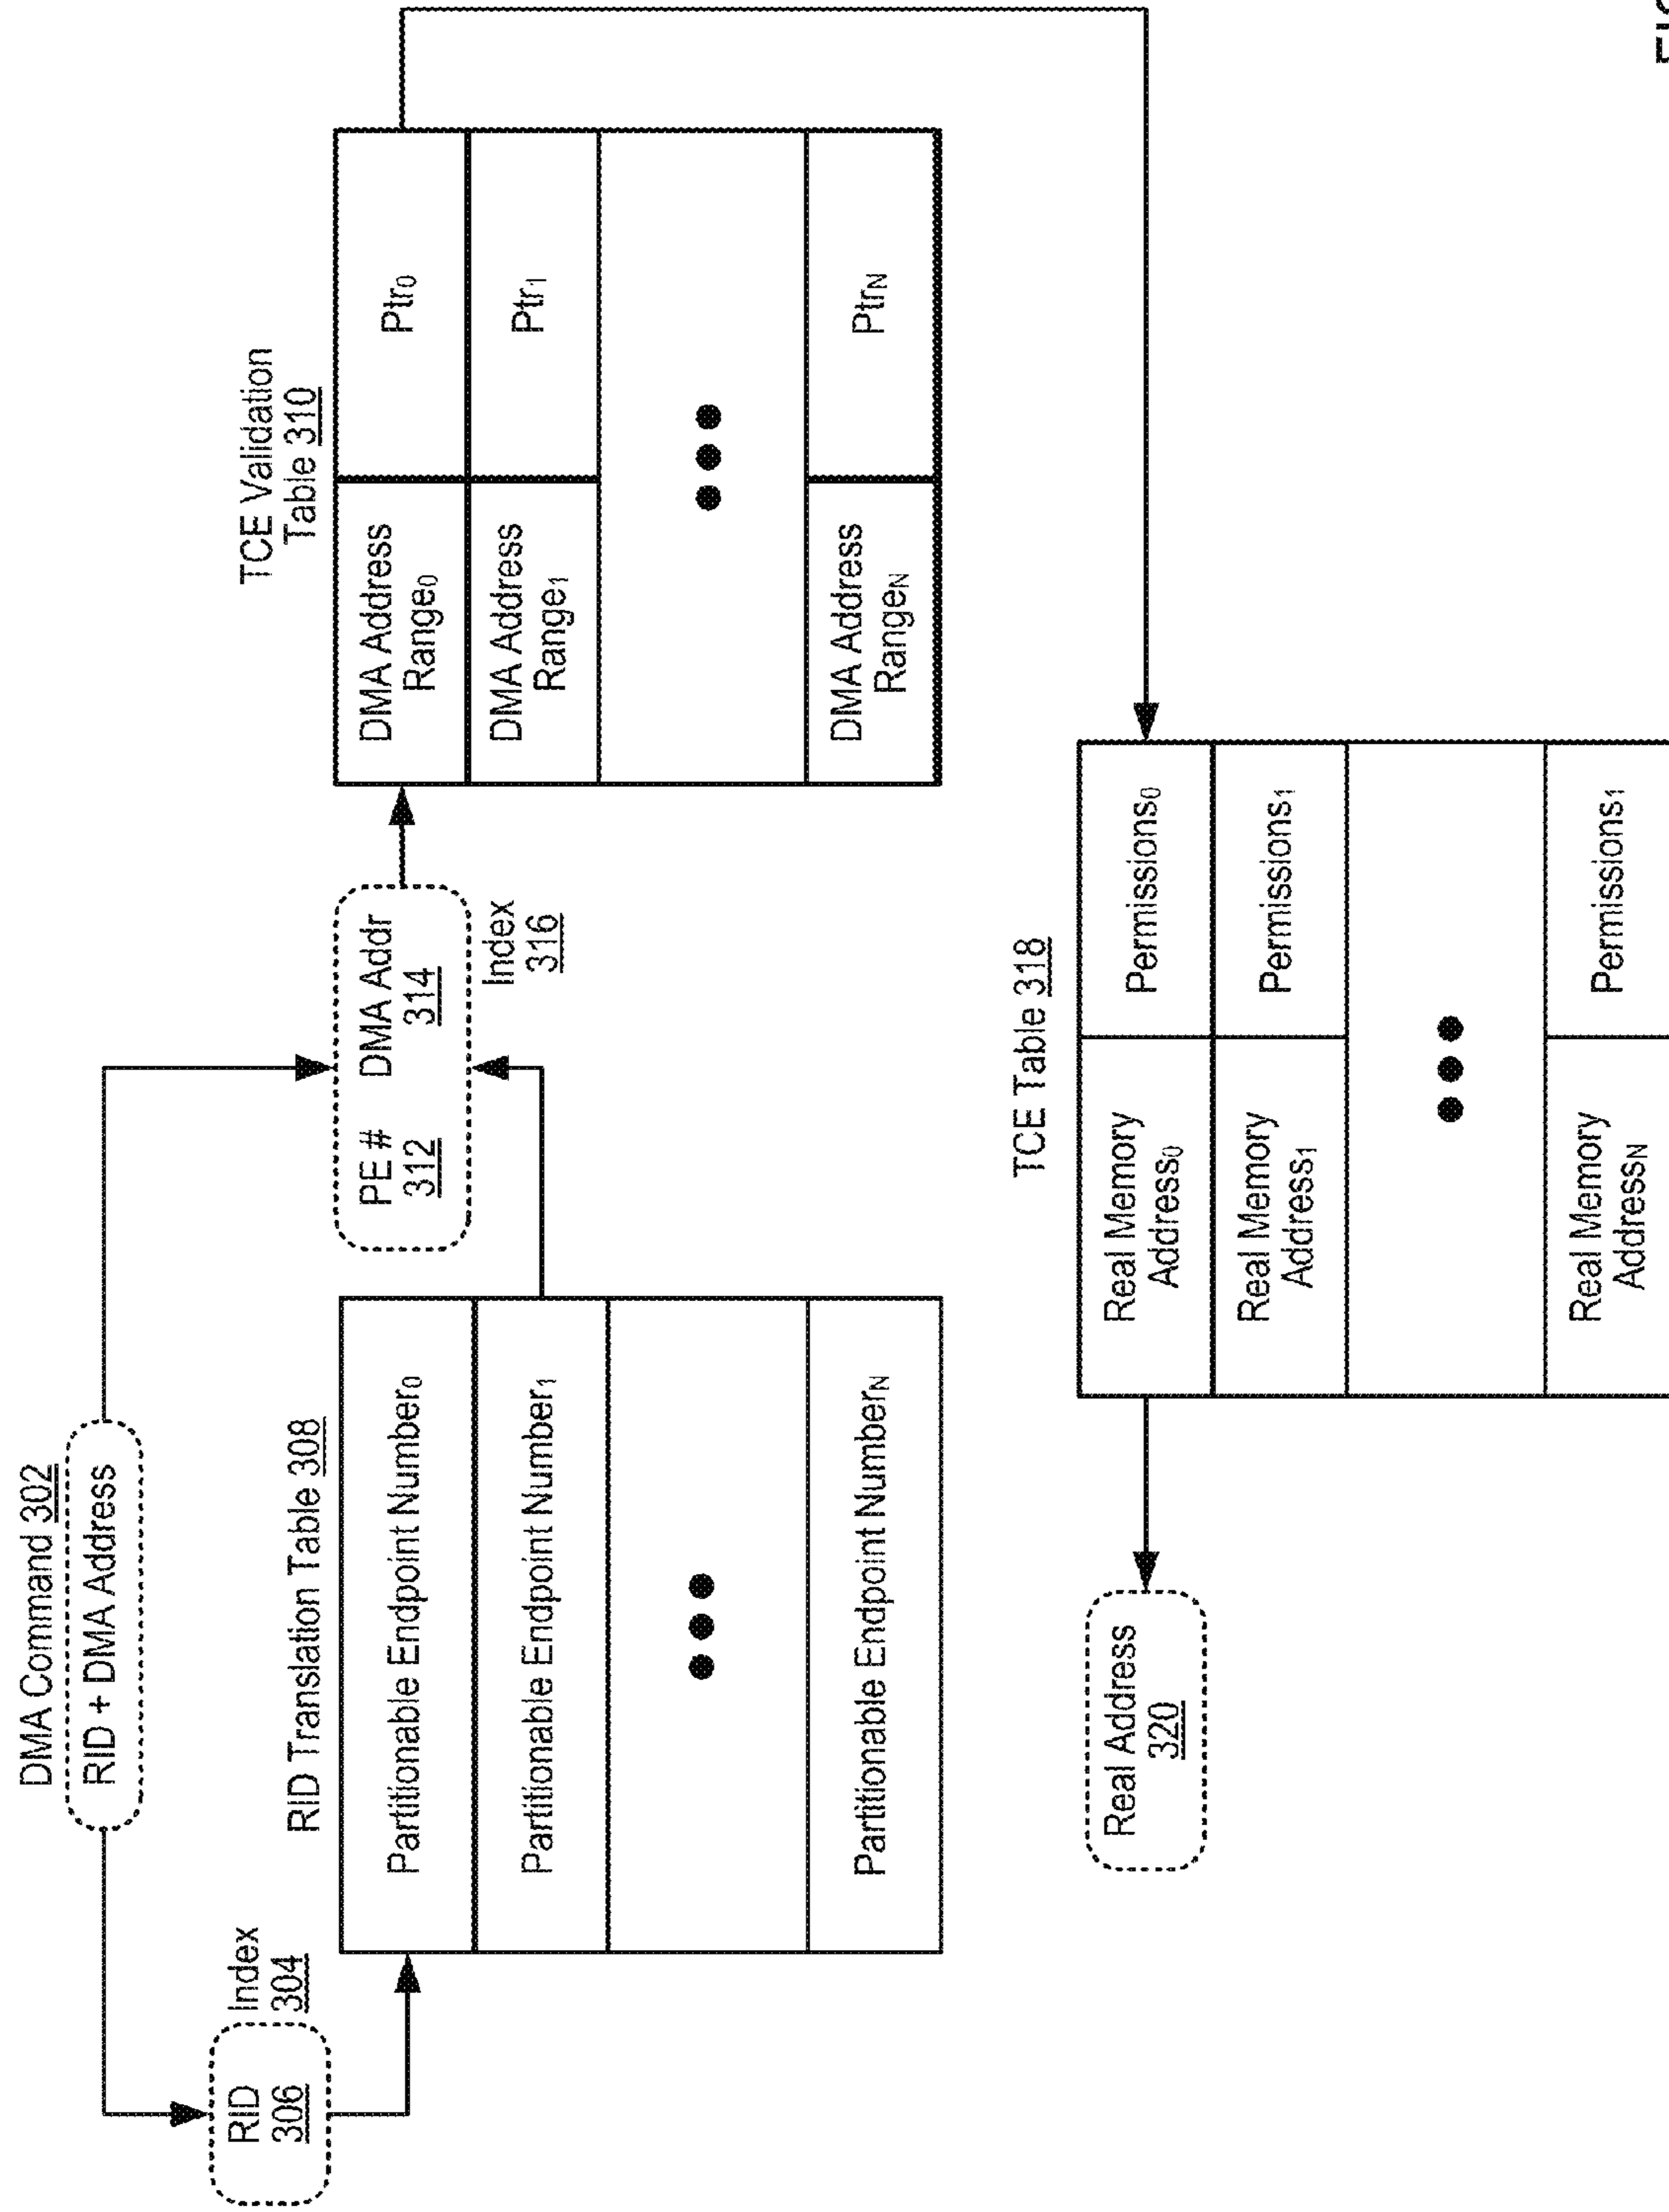 DMA Command 302
RID + DMA Address
RID
306
Index
304
RID Translation Table 308
Partitionable Endpoint Number0
Partitionable Endpoint Number1
Partitionable Endpoint NumberN
PE #
312
DMA Addr
314
Index
316
TCE Validation
Table 310
DMA Address
Range0
Ptr0
DMA Address
Range1
Ptr1
DMA Address
RangeN
PtrN
TCE Table 318
Real Memory
Address0
Permissions0
Real Memory
Address1
Permissions1
Real Memory
AddressN
Permissions1
Real Address
320